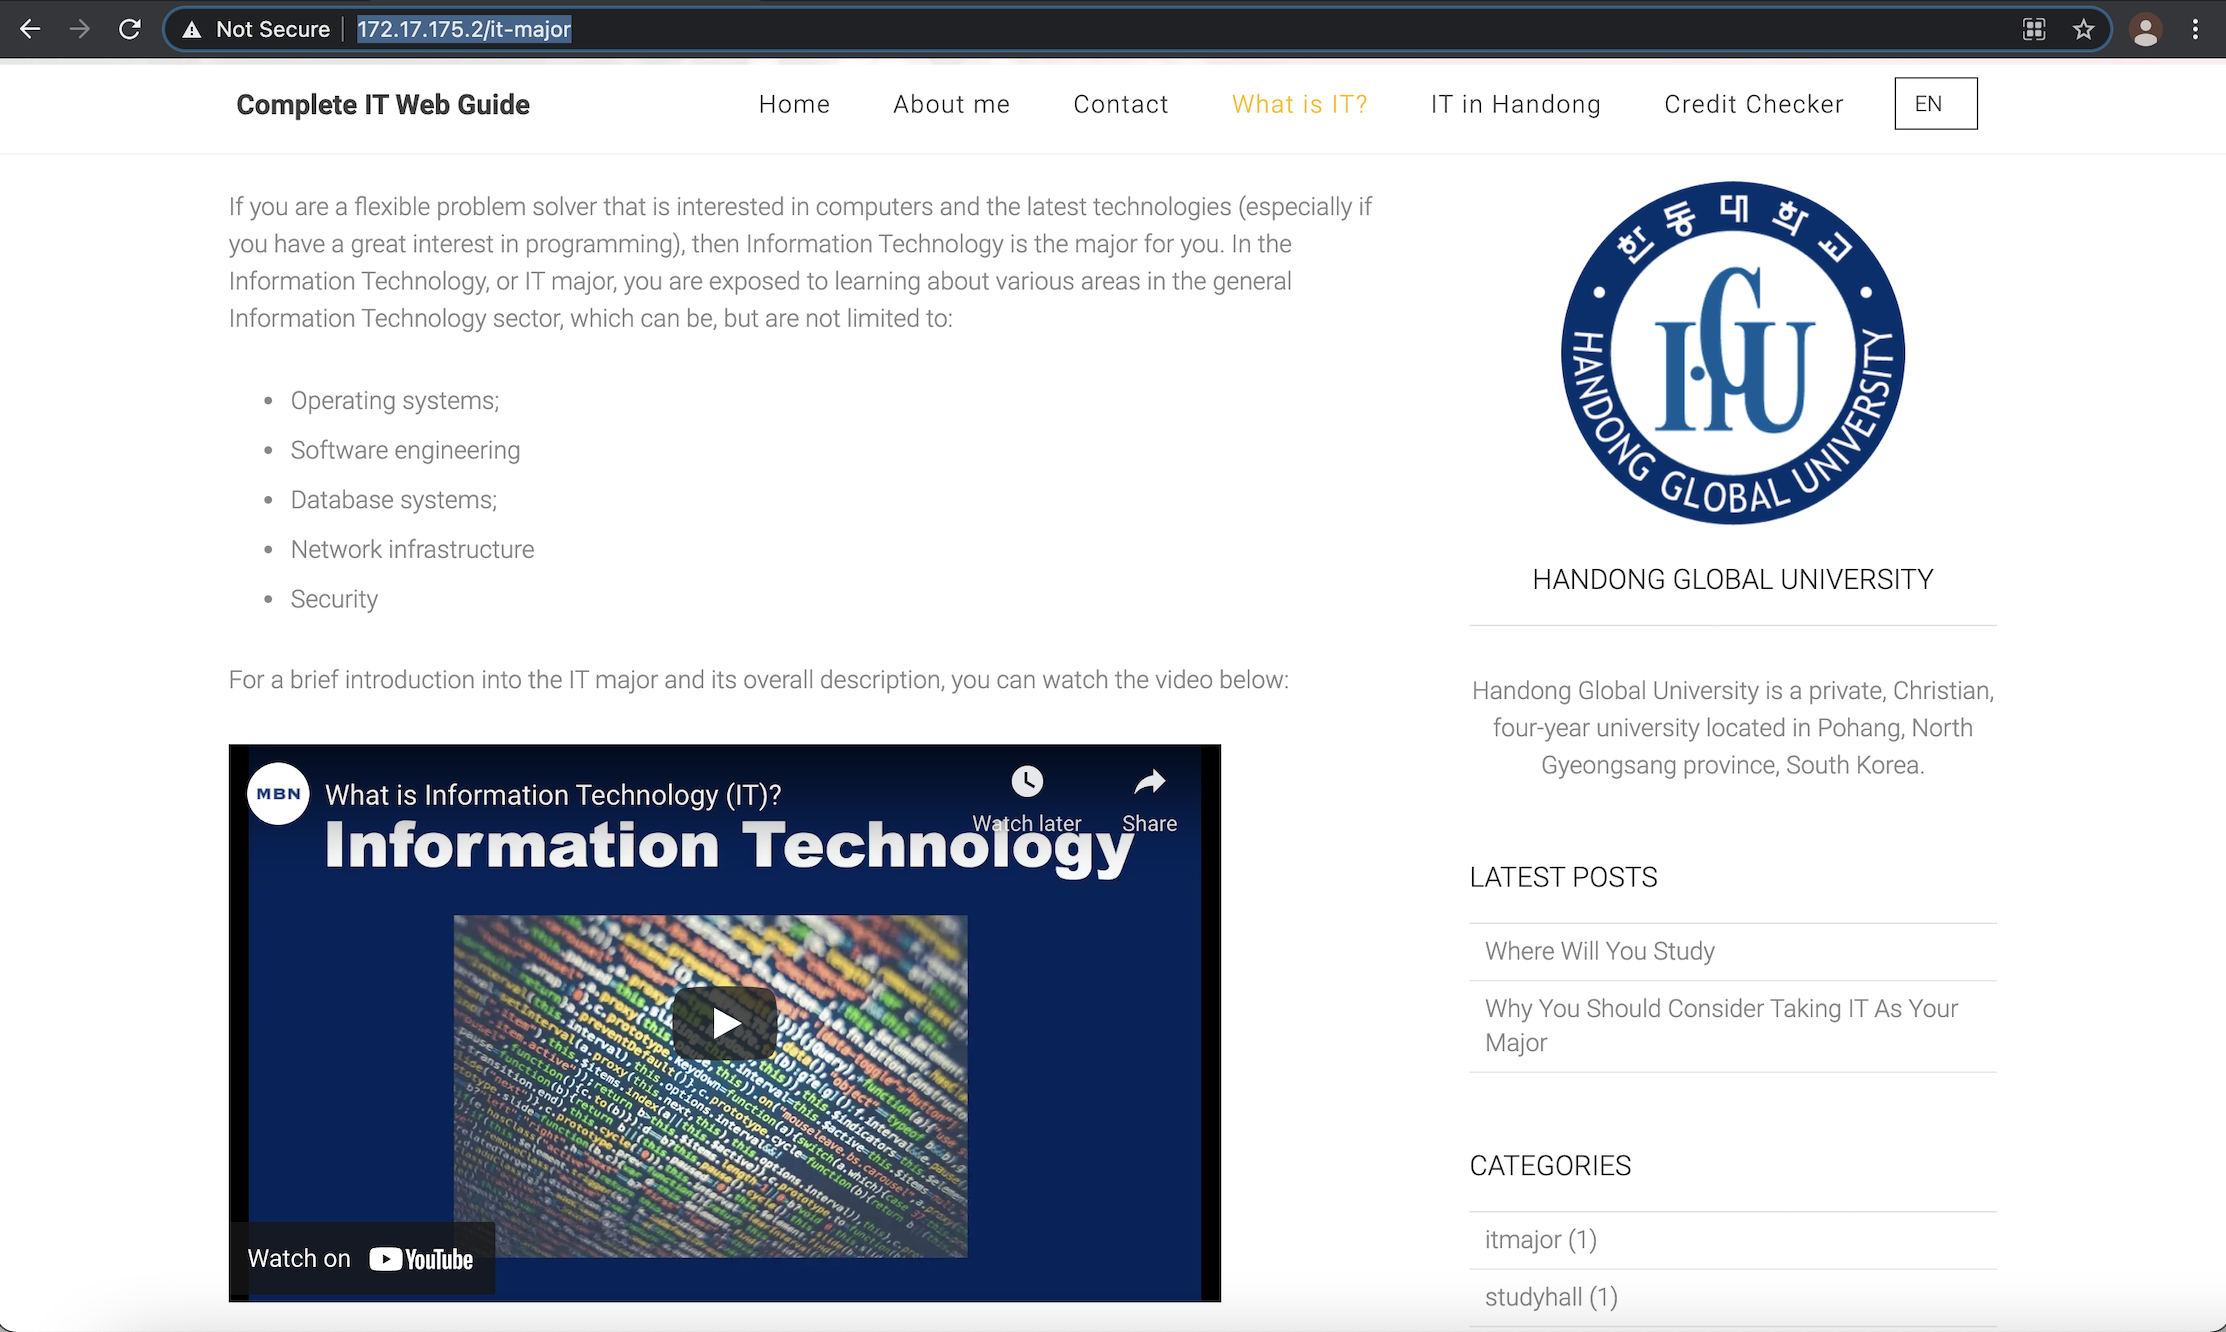 Not Secure | 172.17.175.2/it-major
Complete IT Web Guide
Home
About me
Contact
What is IT?
IT in Handong
Credit Checker
EN
If you are a flexible problem solver that is interested in computers and the latest technologies (especially if
you have a great interest in programming), then Information Technology is the major for you. In the
Information Technology, or IT major, you are exposed to learning about various areas in the general
Information Technology sector, which can be, but are not limited to:
• Operating systems;
• Software engineering
• Database systems;
• Network infrastructure
• Security
For a brief introduction into the IT major and its overall description, you can watch the video below:
MBN
What is Information Technology (IT)?
Watch later
Share
Information Technology
Watch on YouTube
한동대학교
HANDONG GLOBAL UNIVERSITY
HGU
HANDONG GLOBAL UNIVERSITY
Handong Global University is a private, Christian,
four-year university located in Pohang, North
Gyeongsang province, South Korea.
LATEST POSTS
Where Will You Study
Why You Should Consider Taking IT As Your
Major
CATEGORIES
itmajor (1)
studyhall (1)